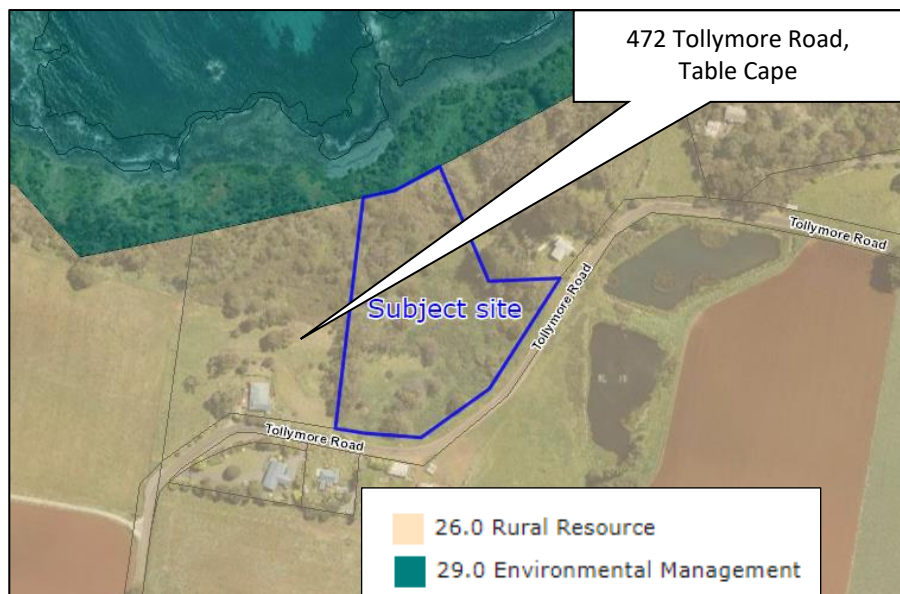 472 Tollymore Road,
Table Cape
Tollymore Road
Tollymore Road
Subject site
Tollymore Road
26.0 Rural Resource
29.0 Environmental Management